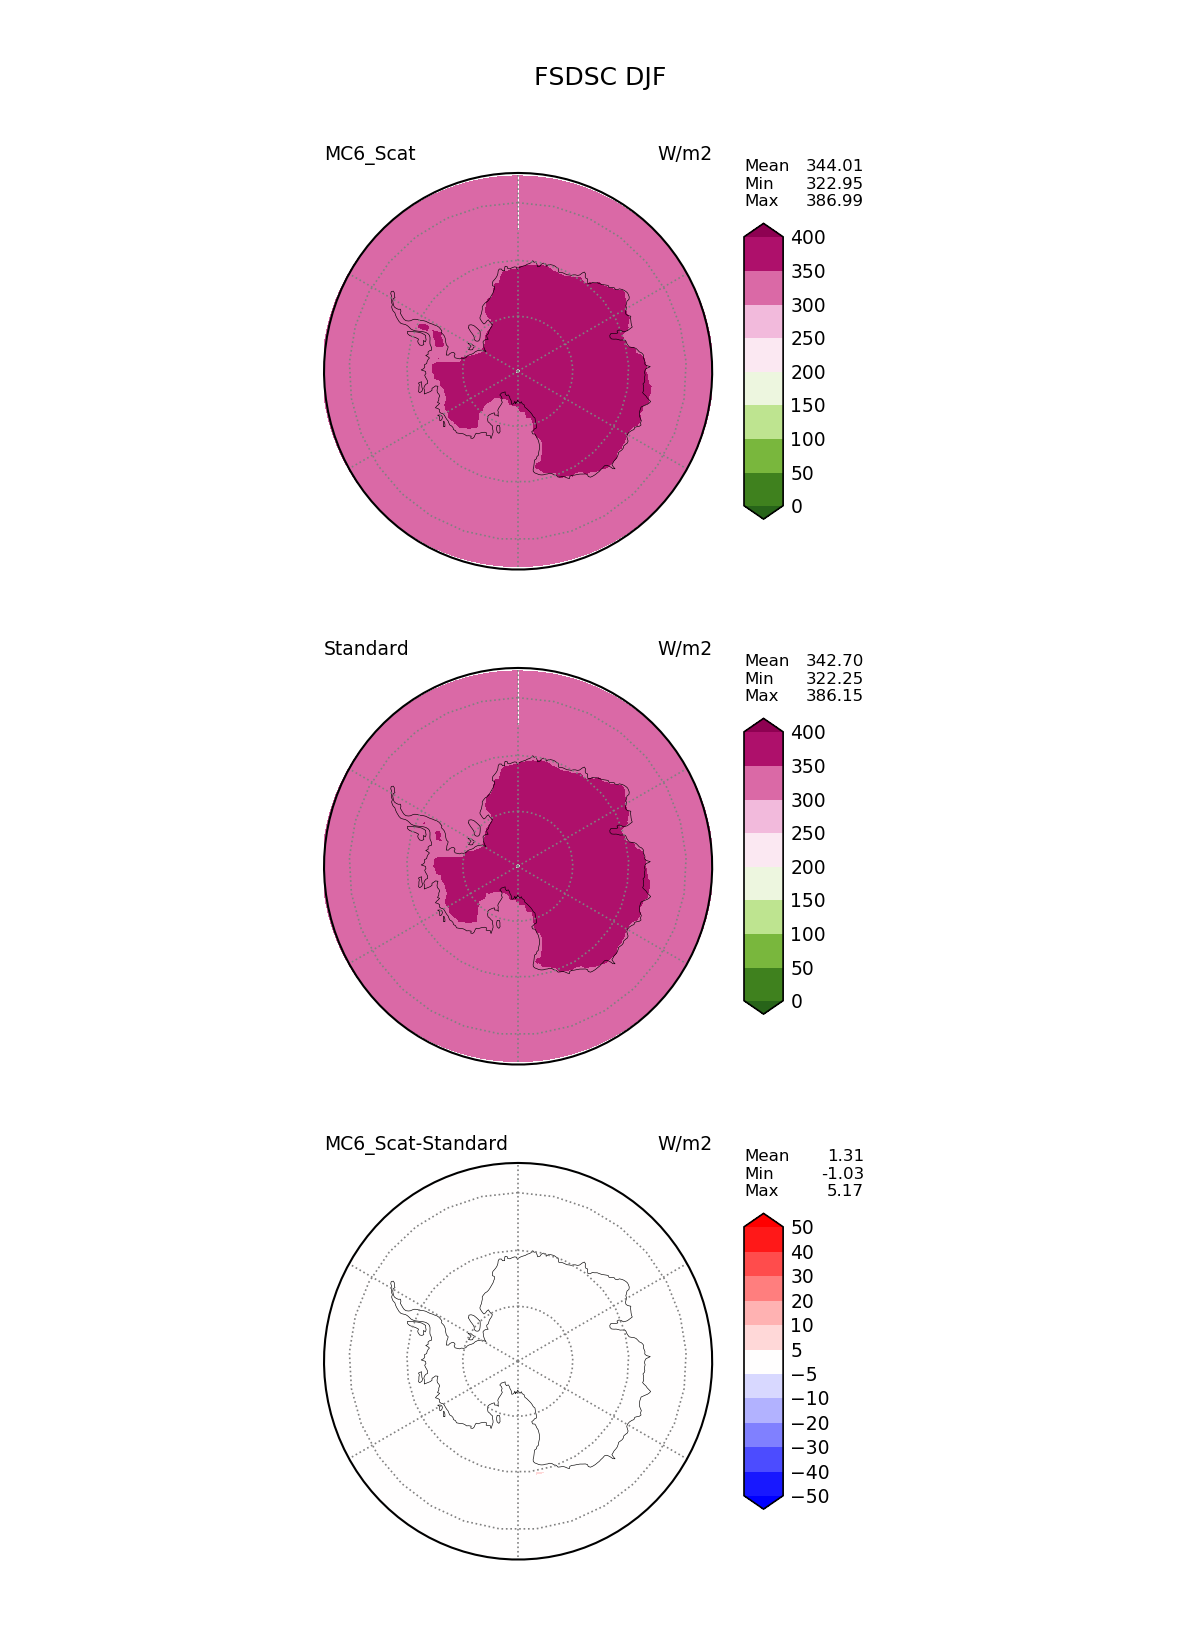 FSDSC DJF
MC6_Scat W/m2
Mean 344.01
Min 322.95
Max 386.99
400
350
300
250
200
150
100
50
0
Standard W/m2
Mean 342.70
Min 322.25
Max 386.15
400
350
300
250
200
150
100
50
0
MC6_Scat-Standard W/m2
Mean 1.31
Min -1.03
Max 5.17
50
40
30
20
10
5
−5
−10
−20
−30
−40
−50